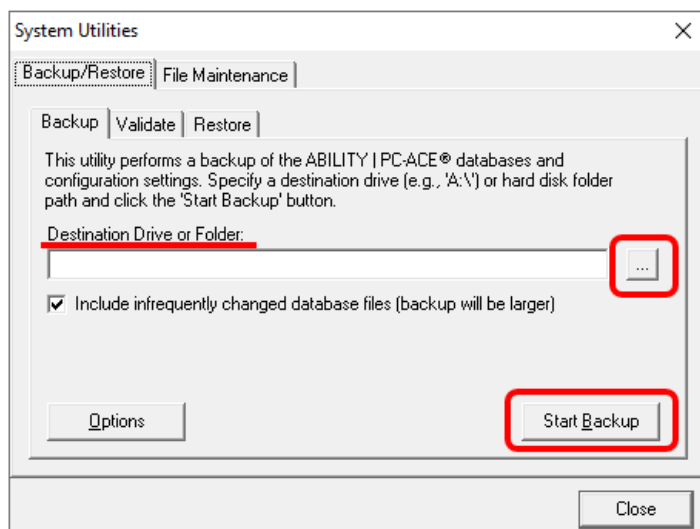 System Utilities
Backup/Restore File Maintenance
Backup Validate Restore
This utility performs a backup of the ABILITY | PC-ACE® databases and
configuration settings. Specify a destination drive (e.g., 'A:\') or hard disk folder
path and click the 'Start Backup' button.
Destination Drive or Folder:
...
Include infrequently changed database files (backup will be larger)
Options Start Backup
Close